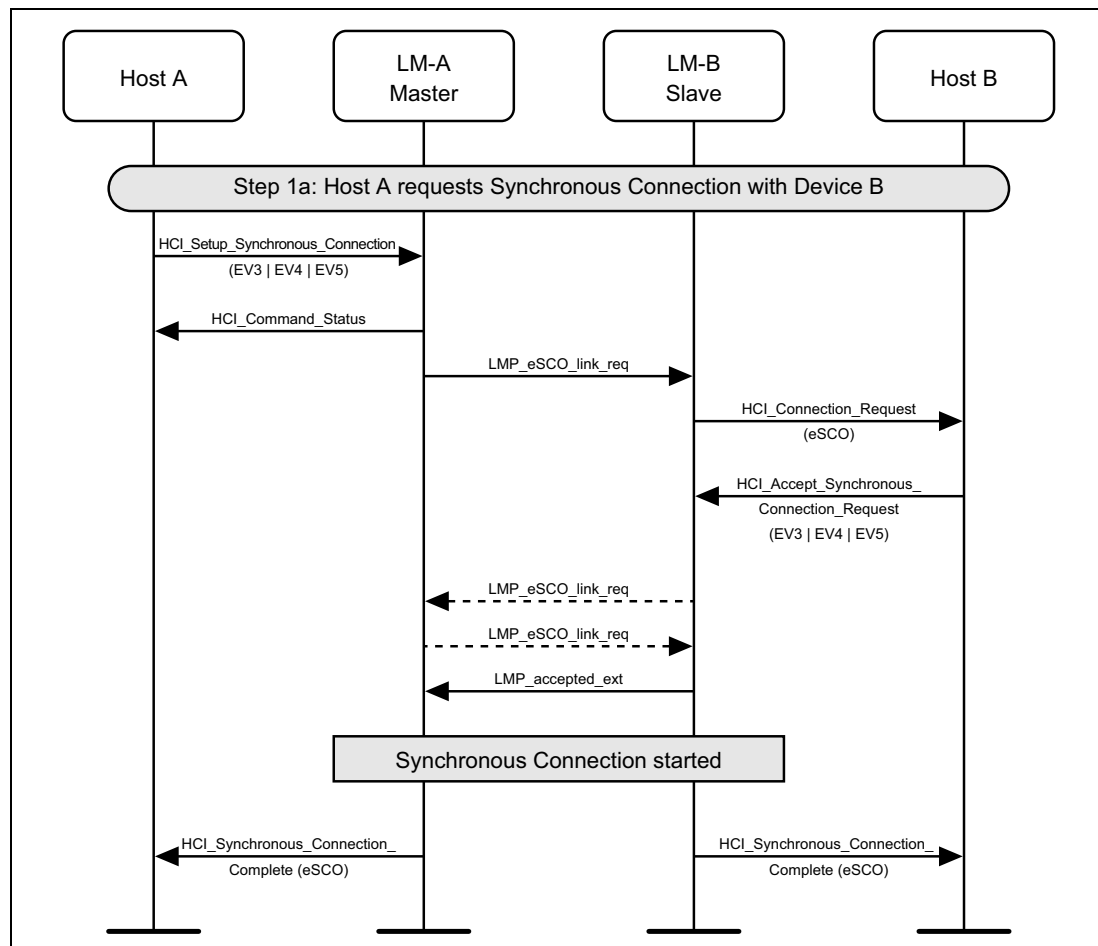 Host A
LM-A
Master
LM-B
Slave
Host B
Step 1a: Host A requests Synchronous Connection with Device B
HCI_Setup_Synchronous_Connection
(EV3 | EV4 | EV5)
HCI_Command_Status
LMP_eSCO_link_req
HCI_Connection_Request
(eSCO)
HCI_Accept_Synchronous_
Connection_Request
(EV3 | EV4 | EV5)
LMP_eSCO_link_req
LMP_eSCO_link_req
LMP_accepted_ext
Synchronous Connection started
HCI_Synchronous_Connection_
Complete (eSCO)
HCI_Synchronous_Connection_
Complete (eSCO)